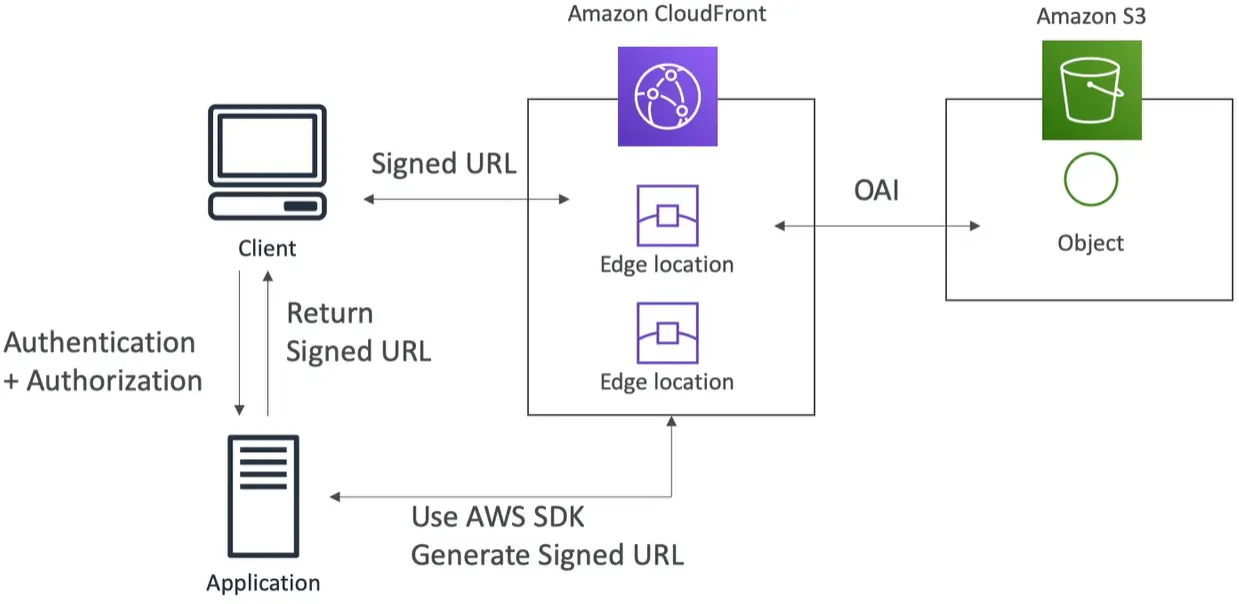 Amazon CloudFront
Amazon S3
Signed URL
OAI
Client
Object
Edge location
Return
Signed URL
Authentication
+ Authorization
Edge location
Use AWS SDK
Generate Signed URL
Application